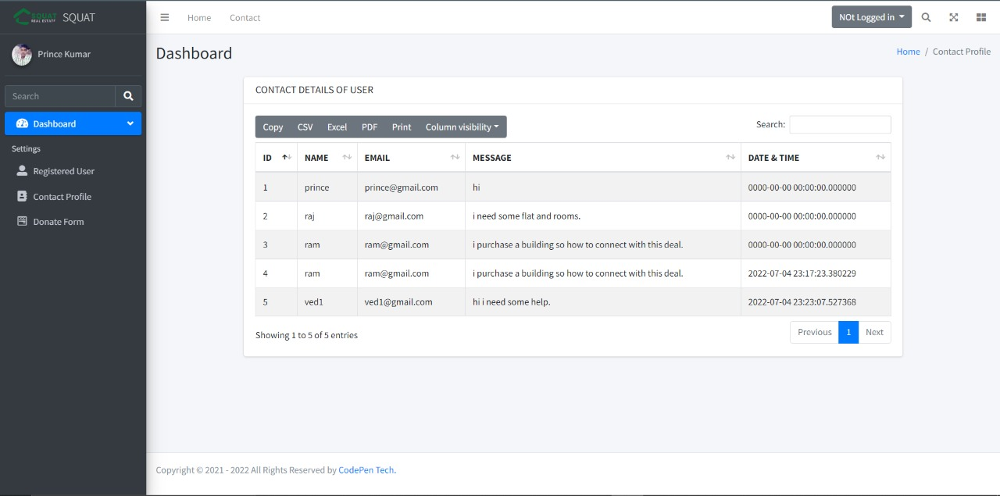 SQUAT
REAL ESTATE
SQUAT
Home
Contact
NOt Logged in
Prince Kumar
Search
Dashboard
Settings
Registered User
Contact Profile
Donate Form
Dashboard
Home / Contact Profile
CONTACT DETAILS OF USER
Copy CSV Excel PDF Print Column visibility
Search:
ID NAME EMAIL MESSAGE DATE & TIME
1 prince prince@gmail.com hi 0000-00-00 00:00:00.000000
2 raj raj@gmail.com i need some flat and rooms. 0000-00-00 00:00:00.000000
3 ram ram@gmail.com i purchase a building so how to connect with this deal. 0000-00-00 00:00:00.000000
4 ram ram@gmail.com i purchase a building so how to connect with this deal. 2022-07-04 23:17:23.380229
5 ved1 ved1@gmail.com hi i need some help. 2022-07-04 23:23:07.527368
Showing 1 to 5 of 5 entries
Previous 1 Next
Copyright © 2021 - 2022 All Rights Reserved by CodePen Tech.